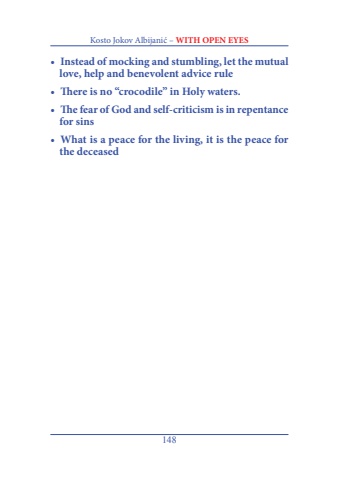 Kosto Jokov Albijanić – WITH OPEN EYES
• Instead of mocking and stumbling, let the mutual
love, help and benevolent advice rule
• There is no “crocodile” in Holy waters.
• The fear of God and self-criticism is in repentance
for sins
• What is a peace for the living, it is the peace for
the deceased
148